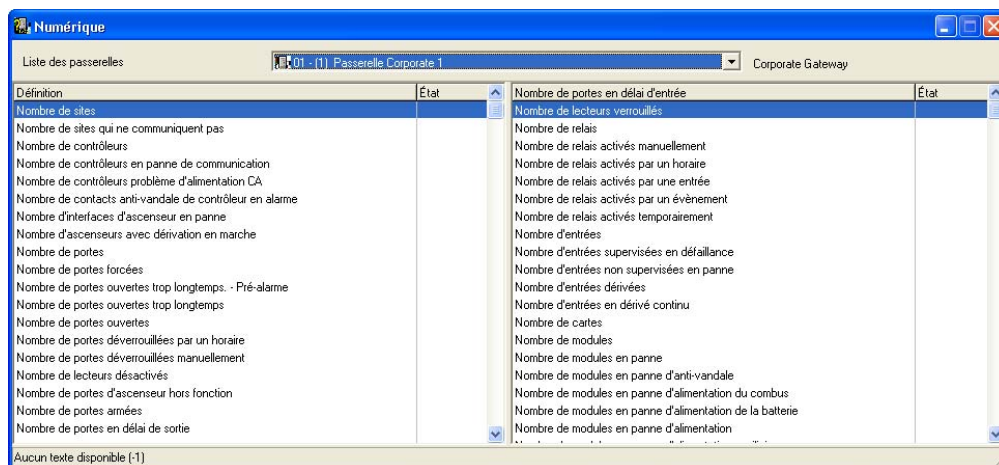 Numérique
Liste des passerelles 01 - (1) Passerelle Corporate 1 Corporate Gateway
Définition État
Nombre de sites
Nombre de sites qui ne communiquent pas
Nombre de contrôleurs
Nombre de contrôleurs en panne de communication
Nombre de contrôleurs problème d'alimentation CA
Nombre de contacts anti-vandale de contrôleur en alarme
Nombre d'interfaces d'ascenseur en panne
Nombre d'ascenseurs avec dérivation en marche
Nombre de portes
Nombre de portes forcées
Nombre de portes ouvertes trop longtemps. - Pré-alarme
Nombre de portes ouvertes trop longtemps
Nombre de portes ouvertes
Nombre de portes déverrouillées par un horaire
Nombre de portes déverrouillées manuellement
Nombre de lecteurs désactivés
Nombre de portes d'ascenseur hors fonction
Nombre de portes armées
Nombre de portes en délai de sortie
Nombre de portes en délai d'entrée État
Nombre de lecteurs verrouillés
Nombre de relais
Nombre de relais activés manuellement
Nombre de relais activés par un horaire
Nombre de relais activés par une entrée
Nombre de relais activés par un évènement
Nombre de relais activés temporairement
Nombre d'entrées
Nombre d'entrées supervisées en défaillance
Nombre d'entrées non supervisées en panne
Nombre d'entrées dérivées
Nombre d'entrées en dérivé continu
Nombre de cartes
Nombre de modules
Nombre de modules en panne
Nombre de modules en panne d'anti-vandale
Nombre de modules en panne d'alimentation du combus
Nombre de modules en panne d'alimentation de la batterie
Nombre de modules en panne d'alimentation
Aucun texte disponible (-1)